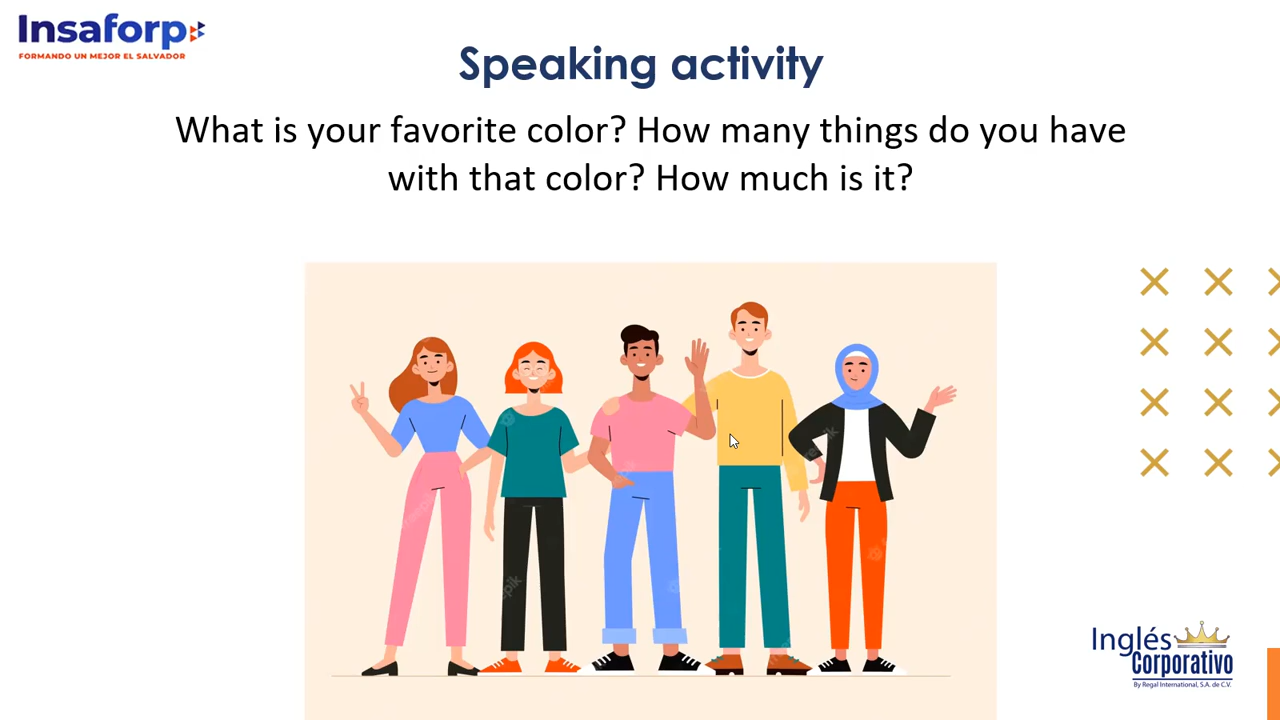 Insaforp
FORMANDO UN MEJOR EL SALVADOR
Speaking activity
What is your favorite color? How many things do you have
with that color? How much is it?
Inglés
Corporativo
By Regal International, S.A. de C.V.